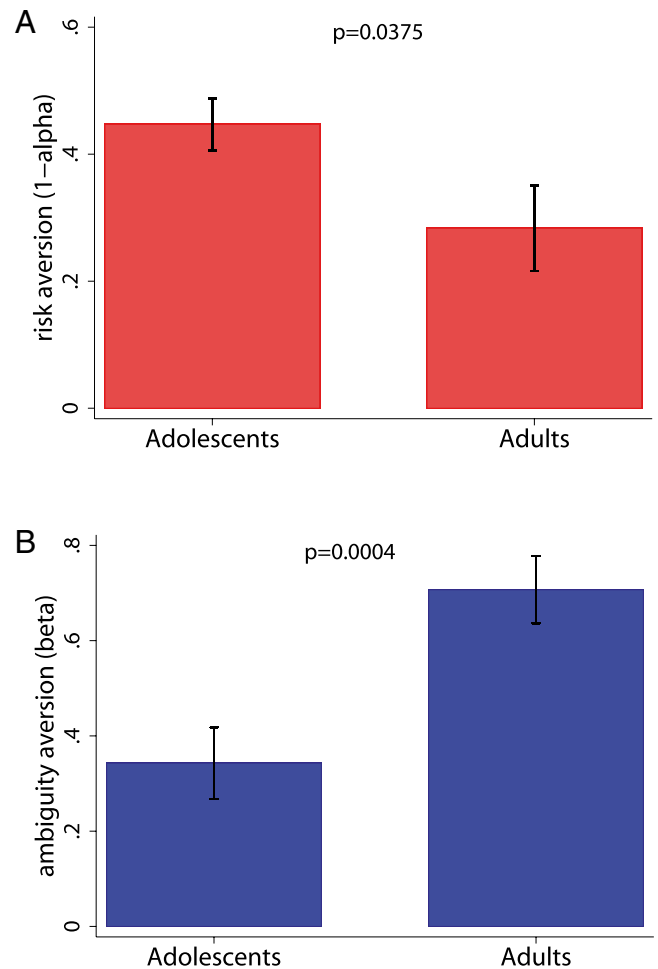 A
p=0.0375
risk aversion (1−alpha)
.6
.4
.2
0
Adolescents
Adults
B
p=0.0004
ambiguity aversion (beta)
.8
.6
.4
.2
0
Adolescents
Adults